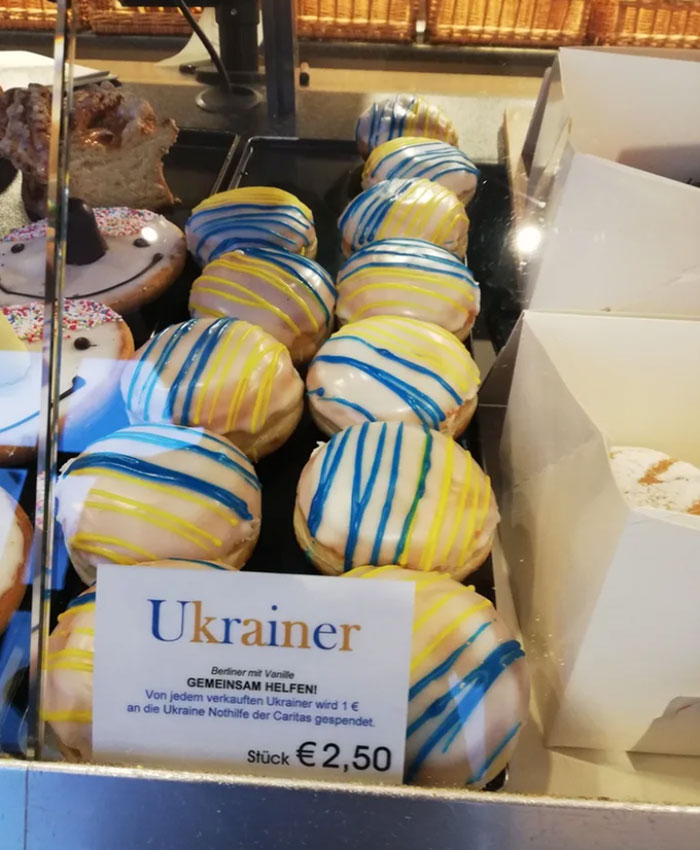 Ukrainer
Berliner mit Vanille
GEMEINSAM HELFEN!
Von jedem verkauften Ukrainer wird 1 €
an die Ukraine Nothilfe der Caritas gespendet.
Stück € 2,50